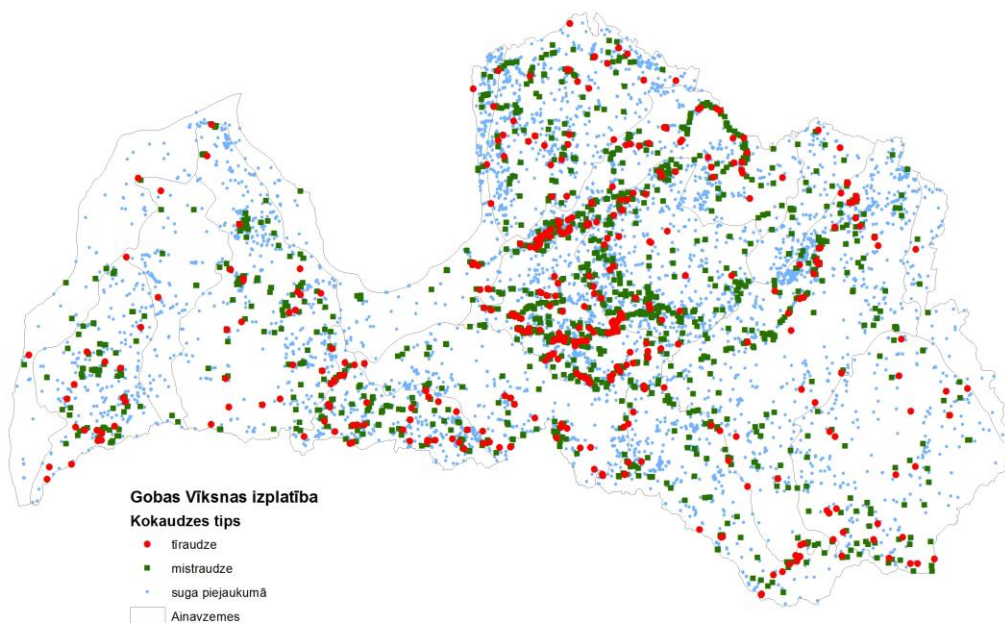 Gobas Vīksnas izplatība
Kokaudzes tips
tīraudze
mistraudze
suga piejaukumā
Ainavzemes